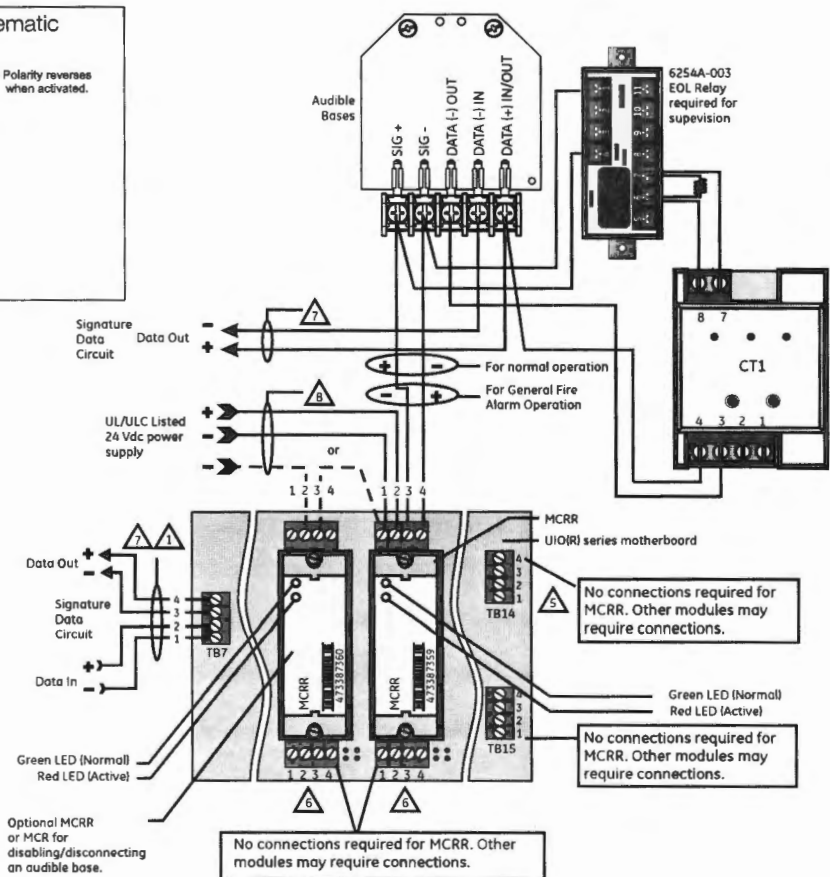 ematic
Polarity reverses
when activated.
Audible
Bases
SIG +
SIG -
DATA (-) OUT
DATA (-) IN
DATA (+) IN/OUT
6254A-003
EOL Relay
required for
supevision
8 7
CT1
4 3 2 1
Signature
Data
Circuit
Data Out
-
+
7
+ -
For normal operation
- +
For General Fire
Alarm Operation
8
UL/ULC Listed
24 Vdc power
supply
+
-
-
or
1 2 3 4
1 2 3 4
MCRR
UIO(R) series motherboard
7 1
Data Out
+
-
Signature
Data
Circuit
Data In
+
-
4
3
2
1
TB7
MCRR
473387360
MCRR
473387359
4
3
2
1
TB14
5
No connections required for
MCRR. Other modules may
require connections.
Green LED (Normal)
Red LED (Active)
4
3
2
1
TB15
No connections required for
MCRR. Other modules may
require connections.
Green LED (Normal)
Red LED (Active)
1 2 3 4
1 2 3 4
6
6
Optional MCRR
or MCR for
disabling/disconnecting
an audible base.
No connections required for MCRR. Other
modules may require connections.